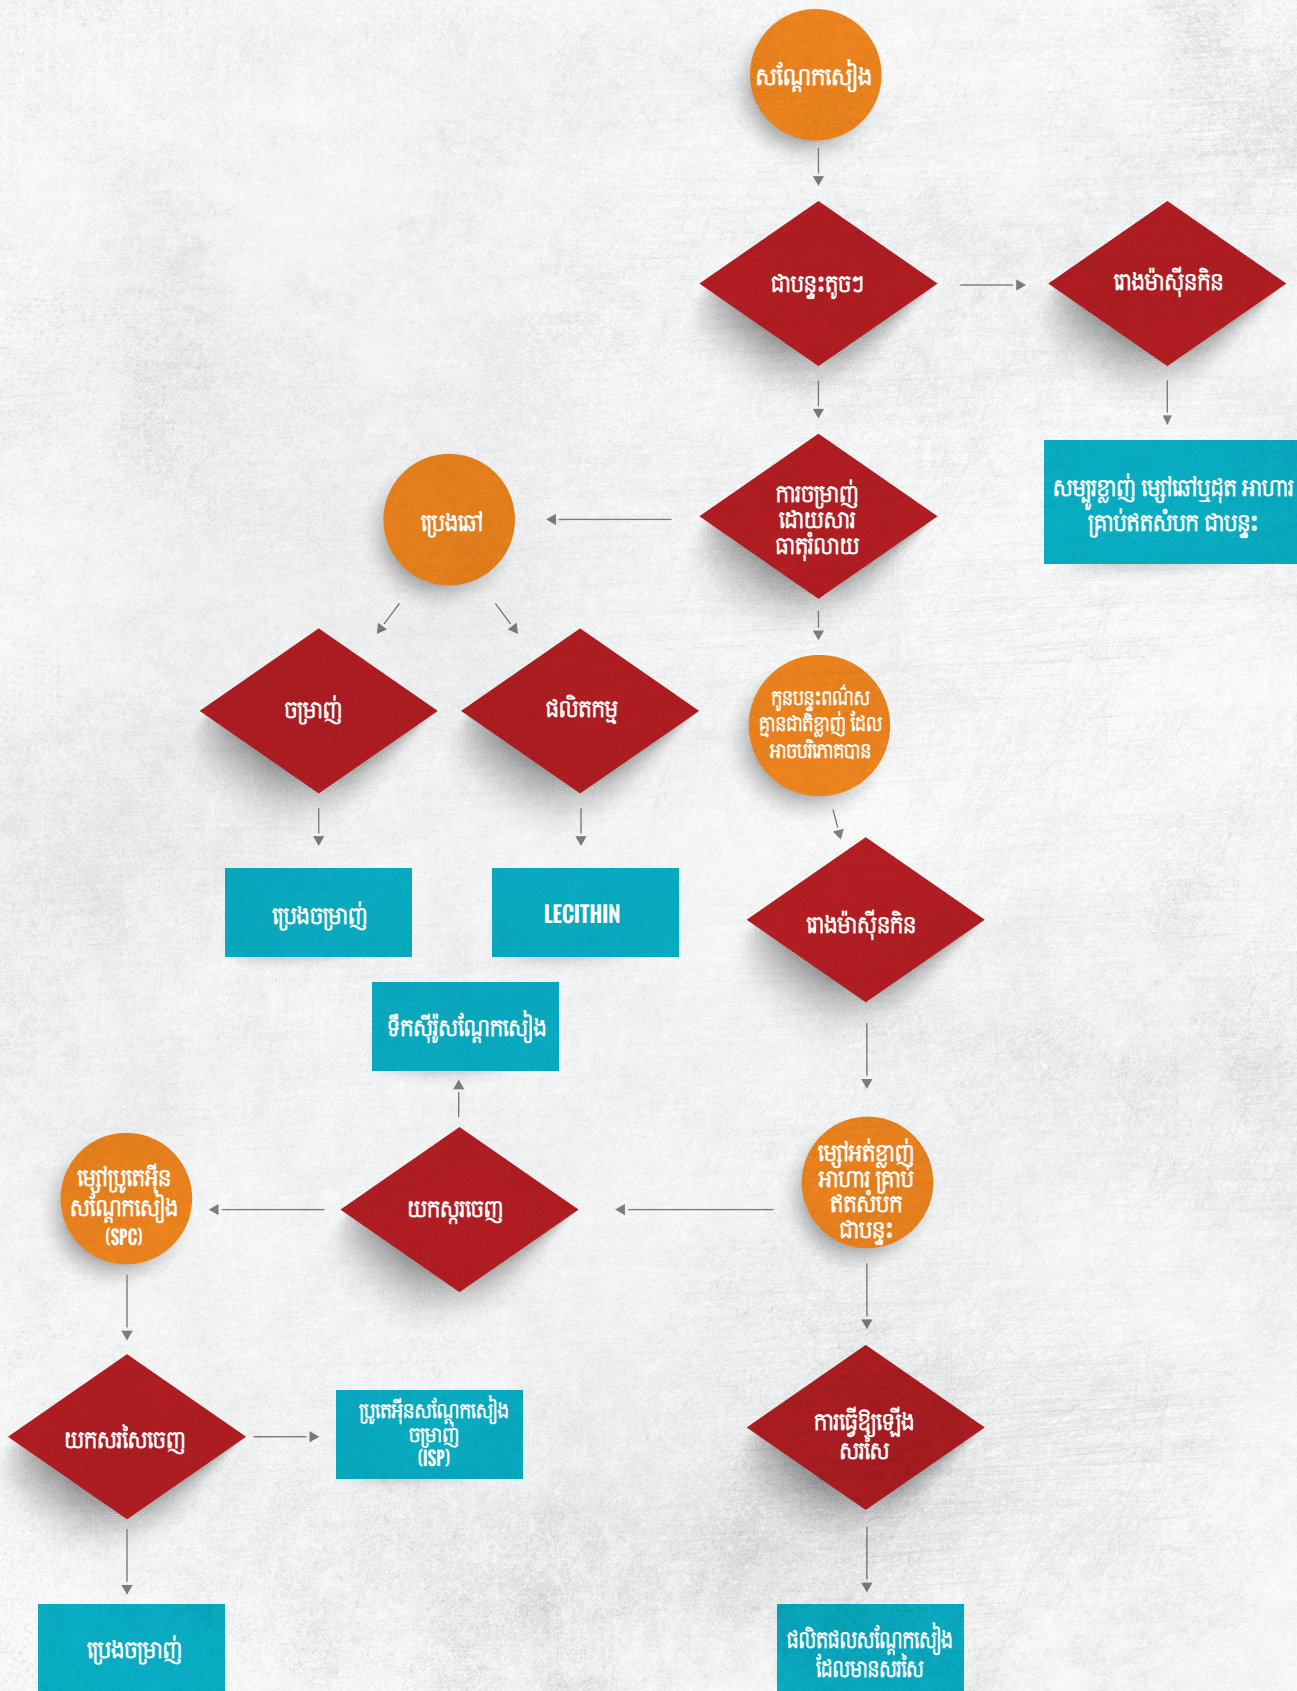 សណ្ដែកសៀង
ជាបន្ទះតូចៗ
រោងម៉ាស៊ីនកិន
ការចម្រាញ់
ដោយសារ
ធាតុរំលាយ
សម្បូរខ្លាញ់ ម្សៅឆៅឬដុត អាហារ
គ្រាប់ឥតសំបក ជាបន្ទះ
ប្រេងឆៅ
ចម្រាញ់
ផលិតកម្ម
កូនបន្ទះពណ៌ស
គ្មានជាតិខ្លាញ់ ដែល
អាចបរិភោគបាន
ប្រេងចម្រាញ់
LECITHIN
រោងម៉ាស៊ីនកិន
ទឹកស៊ីរ៉ូសណ្ដែកសៀង
ម្សៅប្រូតេអ៊ីន
សណ្ដែកសៀង
(SPC)
យកស្ករចេញ
ម្សៅអត់ខ្លាញ់
អាហារ គ្រាប់
ឥតសំបក
ជាបន្ទះ
យកសរសៃចេញ
ប្រូតេអ៊ុនសណ្ដែកសៀង
ចម្រាញ់
(ISP)
ការធ្វើឱ្យឡើង
សរសៃ
ប្រេងចម្រាញ់
ផលិតផលសណ្ដែកសៀង
ដែលមានសរសៃ